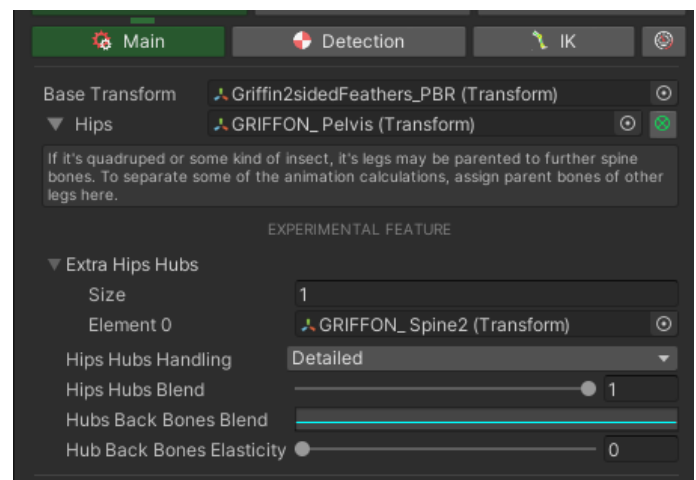 Main Detection IK
Base Transform Griffin2sidedFeathers_PBR (Transform)
Hips GRIFFON_ Pelvis (Transform)
If it's quadruped or some kind of insect, it's legs may be parented to further spine
bones. To separate some of the animation calculations, assign parent bones of other
legs here.
EXPERIMENTAL FEATURE
Extra Hips Hubs
Size 1
Element 0 GRIFFON_ Spine2 (Transform)
Hips Hubs Handling Detailed
Hips Hubs Blend 1
Hubs Back Bones Blend
Hub Back Bones Elasticity 0